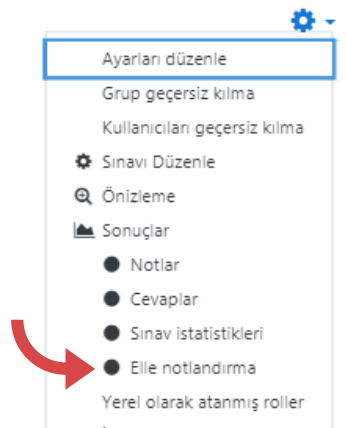 Ayarları düzenle
Grup geçersiz kılma
Kullanıcıları geçersiz kılma
Sınavı Düzenle
Önizleme
Sonuçlar
Notlar
Cevaplar
Sınav istatistikleri
Elle notlandırma
Yerel olarak atanmış roller